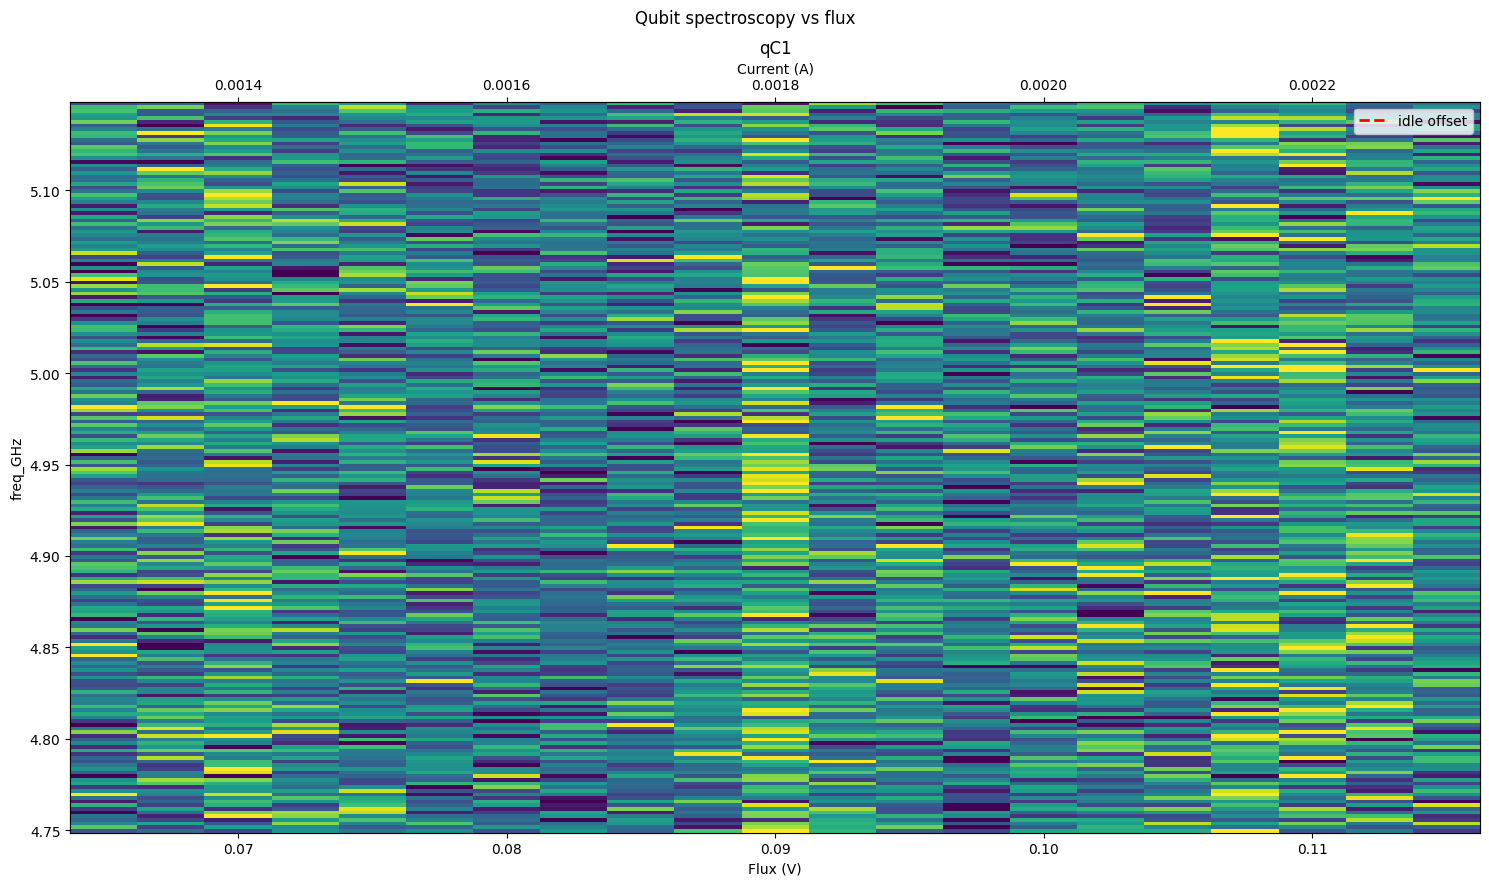 Qubit spectroscopy vs flux
qC1
Current (A)
0.0014 0.0016 0.0018 0.0020 0.0022
idle offset
5.10
5.05
5.00
4.95
4.90
4.85
4.80
4.75
freq_GHz
0.07 0.08 0.09 0.10 0.11
Flux (V)